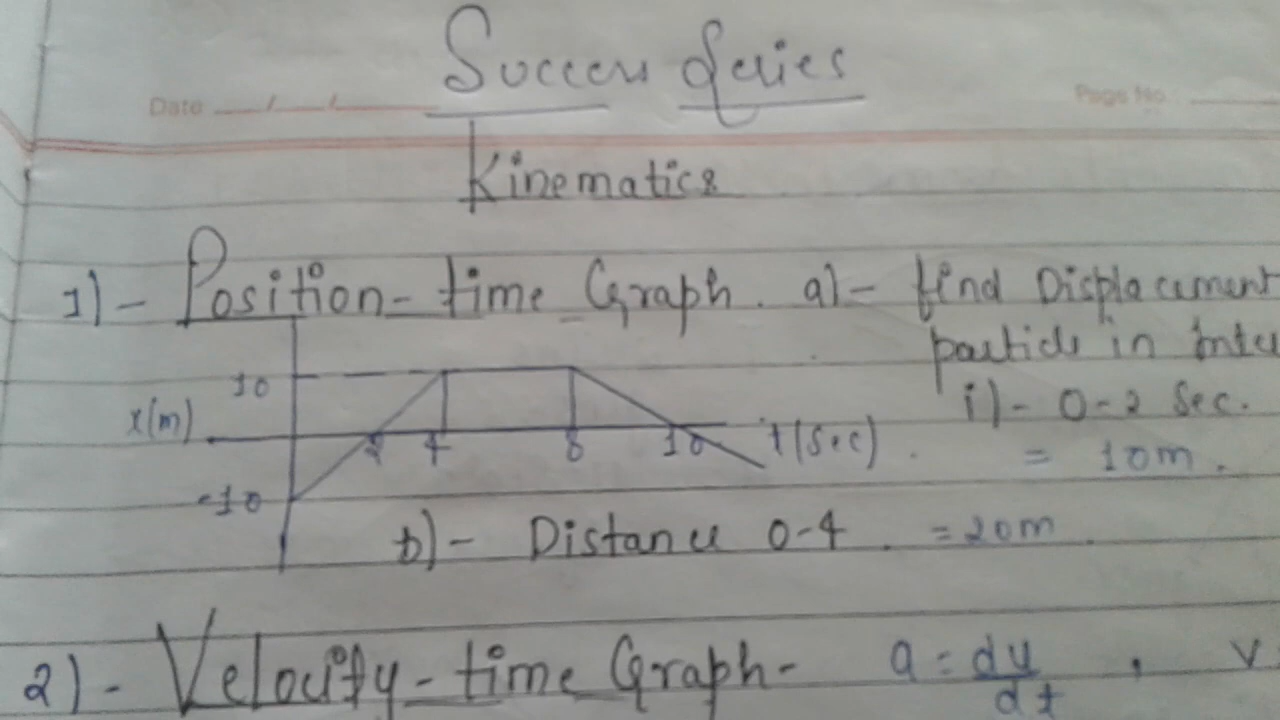 Success Series
Date / / Page No.
Kinematics
1)- Position-time Graph. a)- find Displacement
particle in
10
x(m)
i)- 0-2 Sec.
2 4 8 10 t(Sec)
= 10m.
-10
b)- Distance 0-4. = 20m.
2)- Velocity-time Graph- a = dv/dt, v